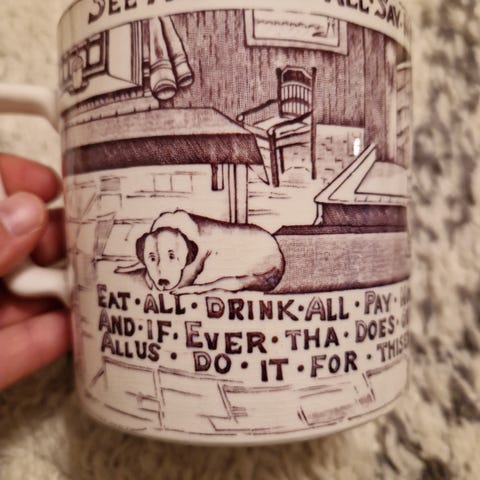 SEE ALL · SAY
EAT · ALL · DRINK · ALL · PAY ·
AND · IF · EVER · THA · DOES ·
ALLUS · DO · IT · FOR ·